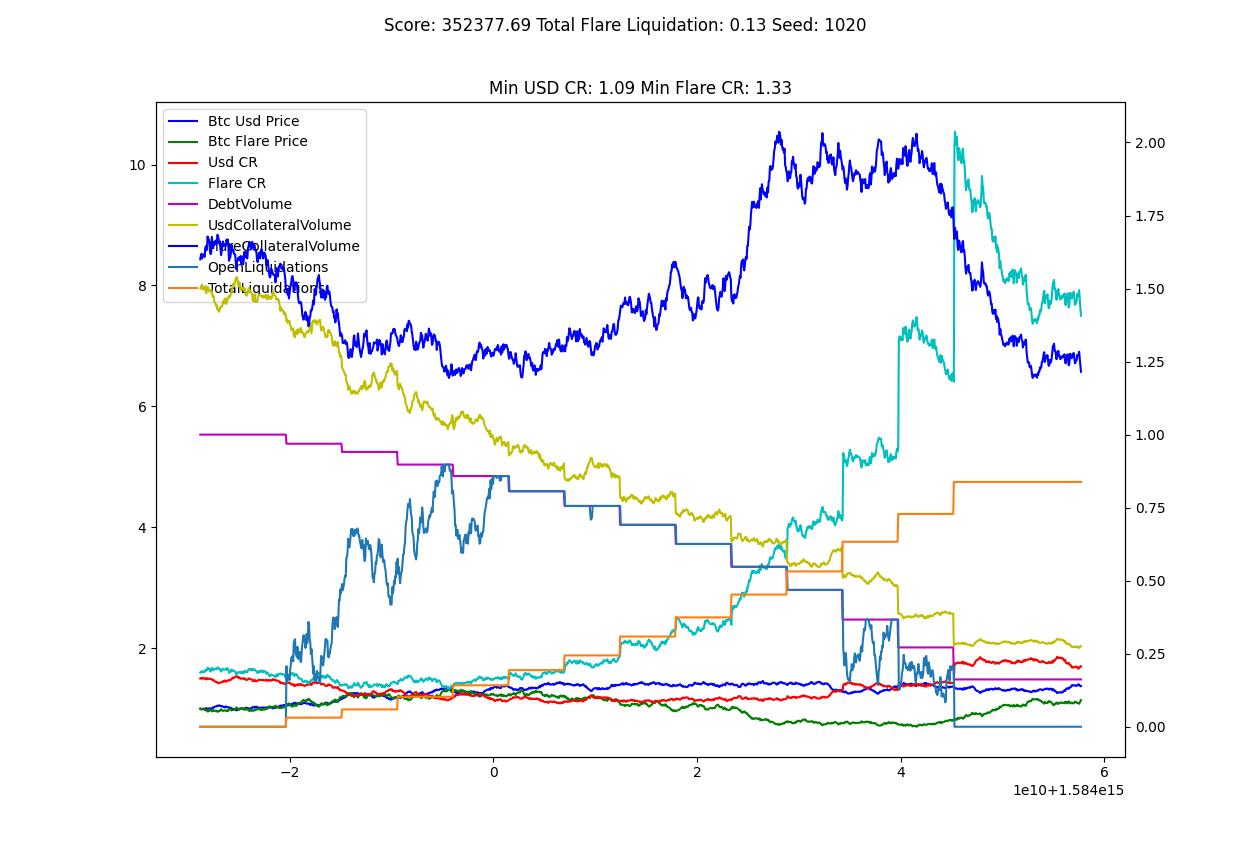 Score: 352377.69 Total Flare Liquidation: 0.13 Seed: 1020
Min USD CR: 1.09 Min Flare CR: 1.33
Btc Usd Price
Btc Flare Price
Usd CR
Flare CR
DebtVolume
UsdCollateralVolume
FlareCollateralVolume
OpenLiquidations
TotalLiquidations
10
8
6
4
2
2.00
1.75
1.50
1.25
1.00
0.75
0.50
0.25
0.00
−2 0 2 4 6
1e10+1.584e15